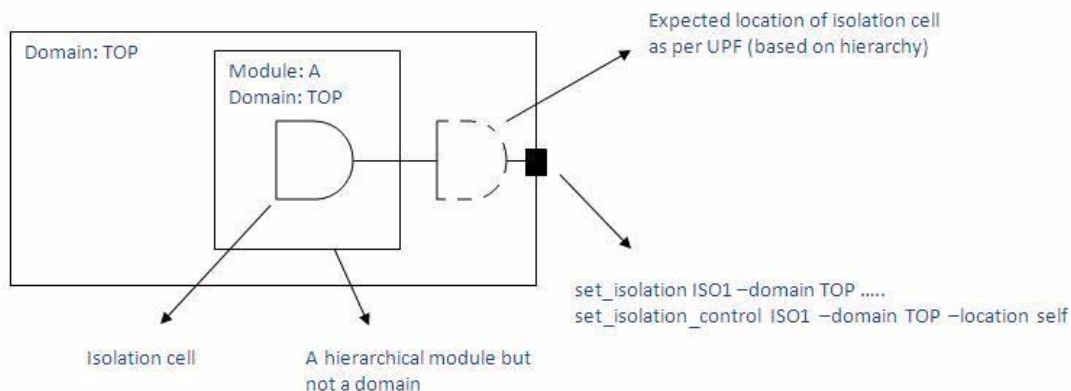 Expected location of isolation cell
as per UPF (based on hierarchy)
Domain: TOP
Module: A
Domain: TOP
set_isolation ISO1 –domain TOP .....
set_isolation_control ISO1 –domain TOP –location self
Isolation cell
A hierarchical module but
not a domain